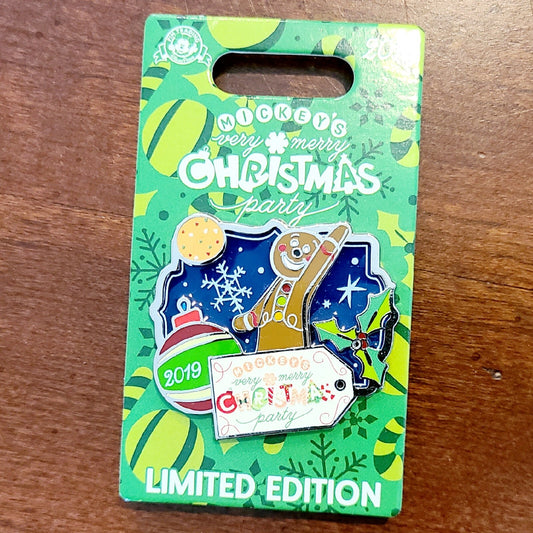 MICKEY'S
very merry
CHRISTMAS
party
2019
MICKEY'S
very merry
CHRISTMAS
party
LIMITED EDITION